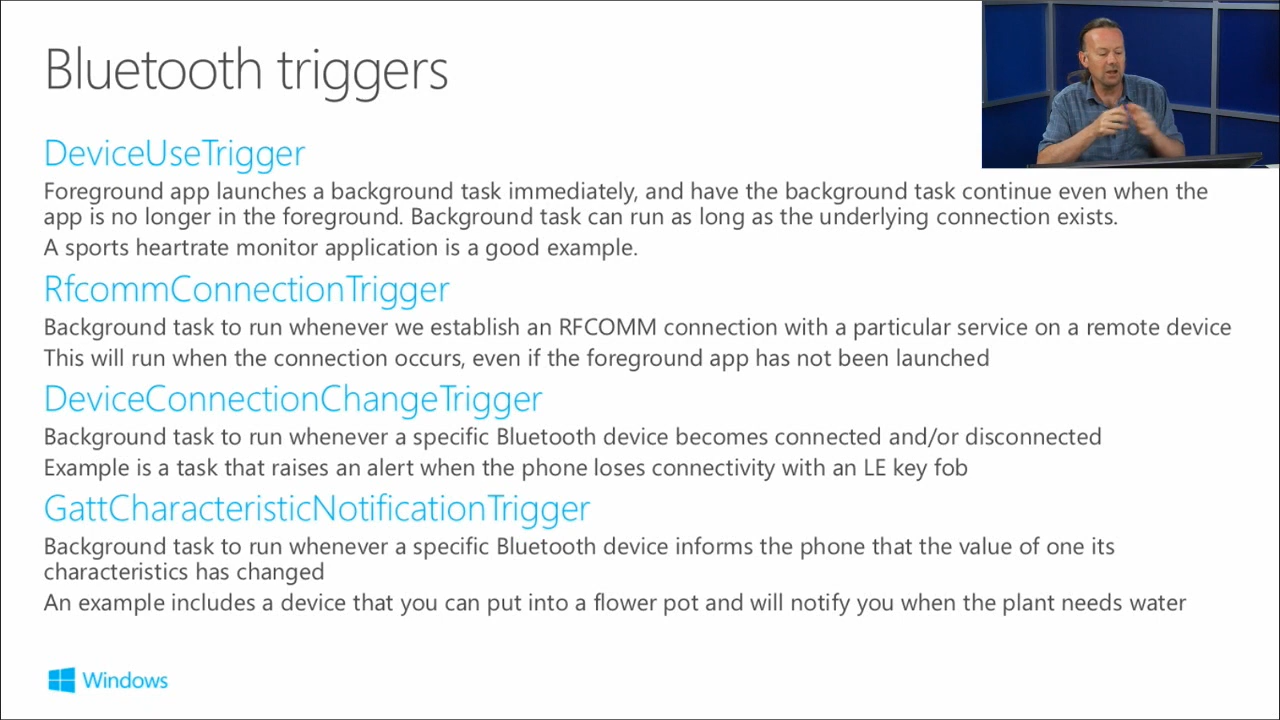 Bluetooth triggers
DeviceUseTrigger
Foreground app launches a background task immediately, and have the background task continue even when the
app is no longer in the foreground. Background task can run as long as the underlying connection exists.
A sports heartrate monitor application is a good example.
RfcommConnectionTrigger
Background task to run whenever we establish an RFCOMM connection with a particular service on a remote device
This will run when the connection occurs, even if the foreground app has not been launched
DeviceConnectionChangeTrigger
Background task to run whenever a specific Bluetooth device becomes connected and/or disconnected
Example is a task that raises an alert when the phone loses connectivity with an LE key fob
GattCharacteristicNotificationTrigger
Background task to run whenever a specific Bluetooth device informs the phone that the value of one its
characteristics has changed
An example includes a device that you can put into a flower pot and will notify you when the plant needs water
Windows